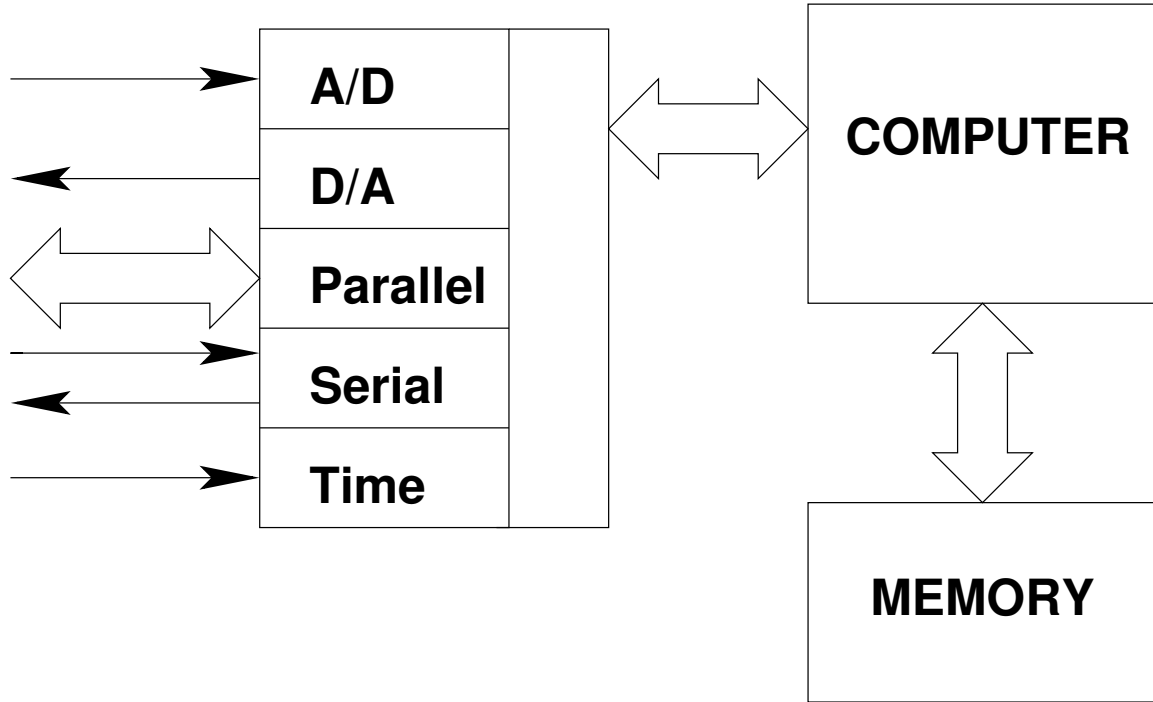 A/D
D/A
Parallel
Serial
Time
COMPUTER
MEMORY